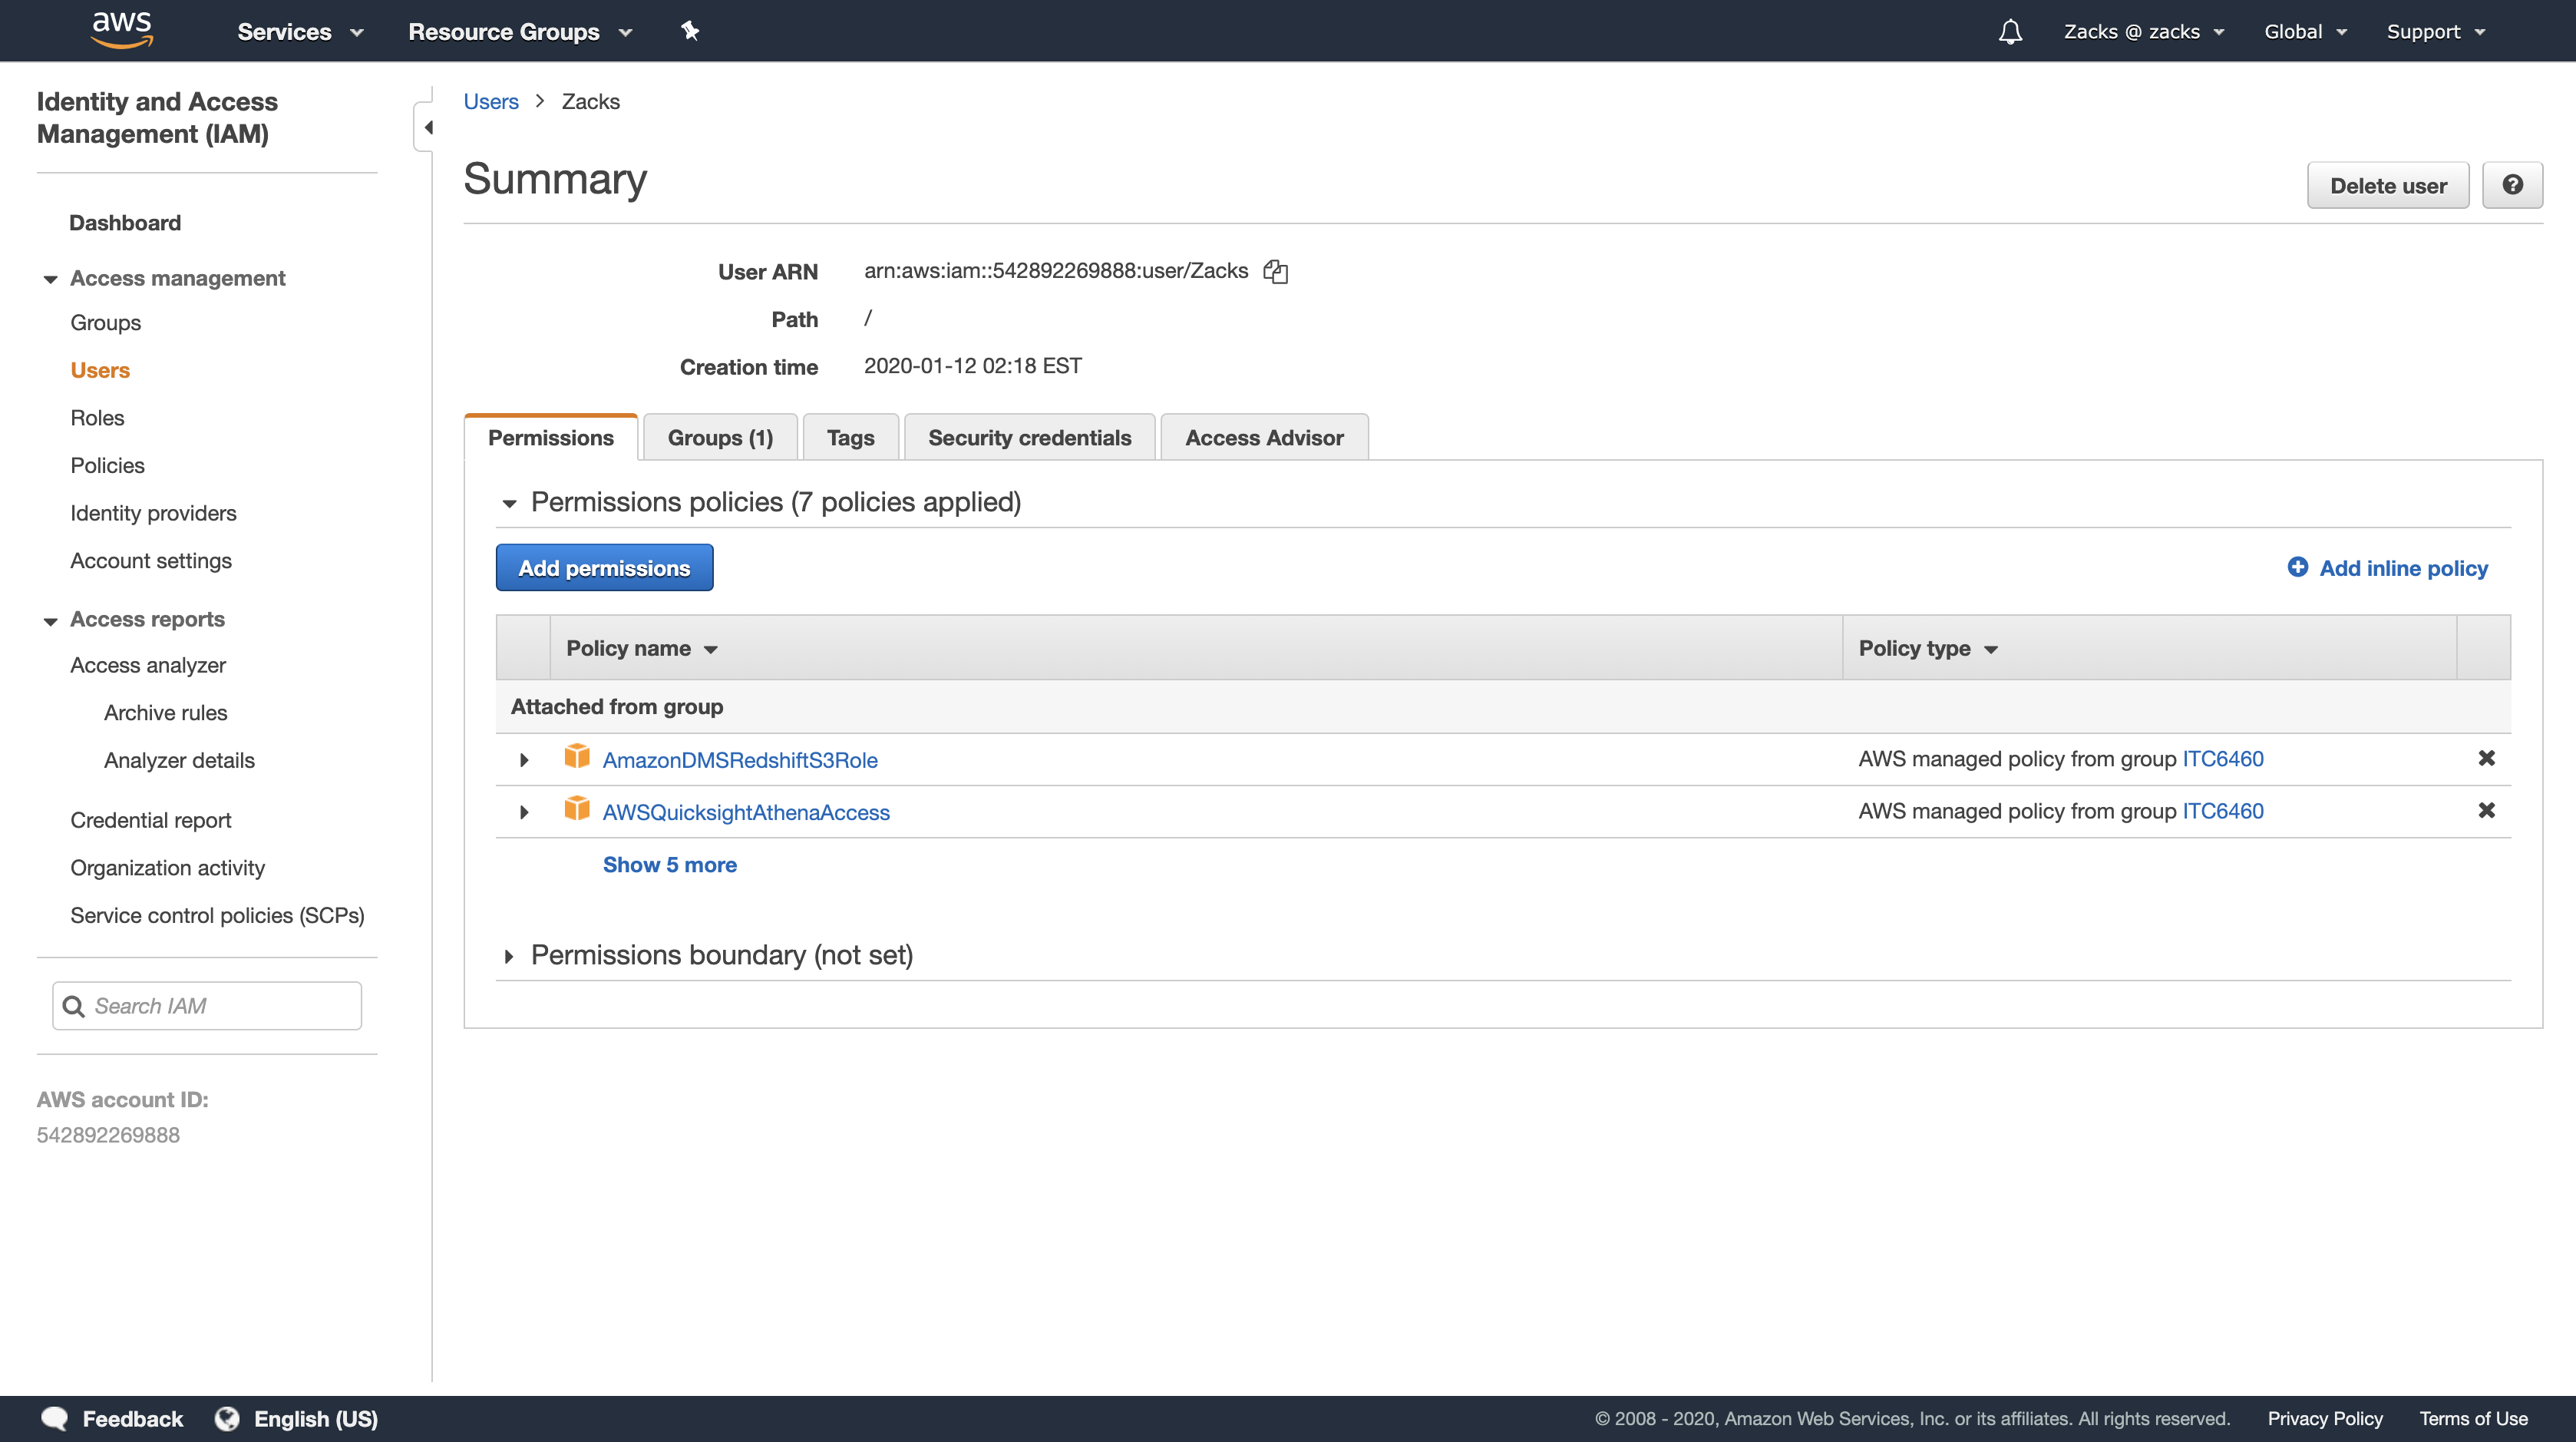 aws
Services
Resource Groups
Zacks @ zacks
Global
Support
Identity and Access
Management (IAM)
Dashboard
Access management
Groups
Users
Roles
Policies
Identity providers
Account settings
Access reports
Access analyzer
Archive rules
Analyzer details
Credential report
Organization activity
Service control policies (SCPs)
Search IAM
AWS account ID:
542892269888
Users > Zacks
Summary
Delete user
User ARN arn:aws:iam::542892269888:user/Zacks
Path /
Creation time 2020-01-12 02:18 EST
Permissions
Groups (1)
Tags
Security credentials
Access Advisor
Permissions policies (7 policies applied)
Add permissions
Add inline policy
Policy name
Policy type
Attached from group
AmazonDMSRedshiftS3Role
AWS managed policy from group ITC6460
AWSQuicksightAthenaAccess
AWS managed policy from group ITC6460
Show 5 more
Permissions boundary (not set)
Feedback
English (US)
© 2008 - 2020, Amazon Web Services, Inc. or its affiliates. All rights reserved.
Privacy Policy
Terms of Use